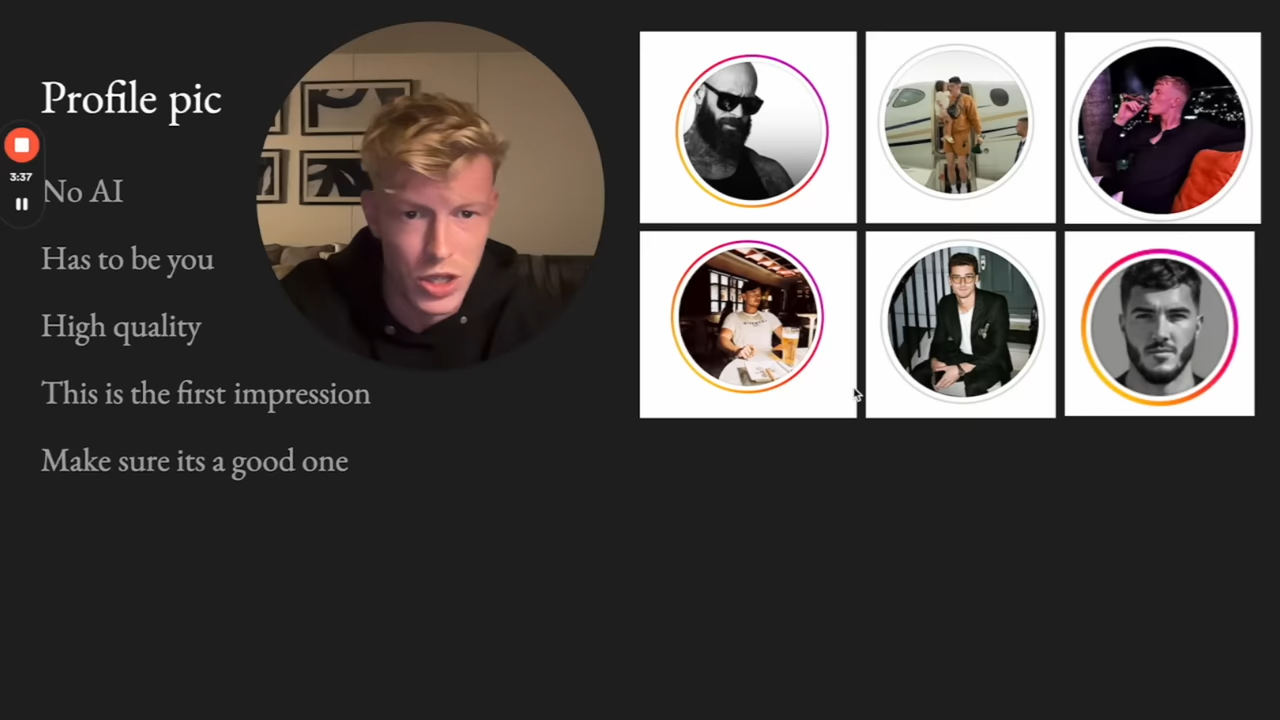 Profile pic
3:37
No AI
Has to be you
High quality
This is the first impression
Make sure its a good one